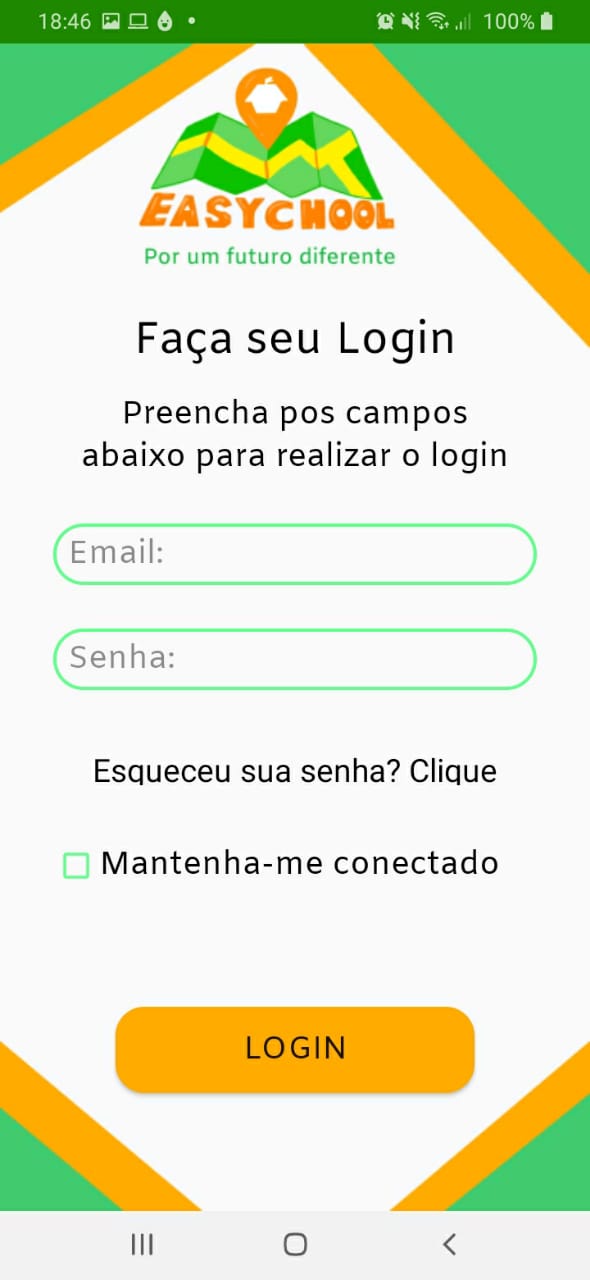 18:46 100%
EASYCHOOL
Por um futuro diferente
Faça seu Login
Preencha pos campos
abaixo para realizar o login
Email:
Senha:
Esqueceu sua senha? Clique
Mantenha-me conectado
LOGIN